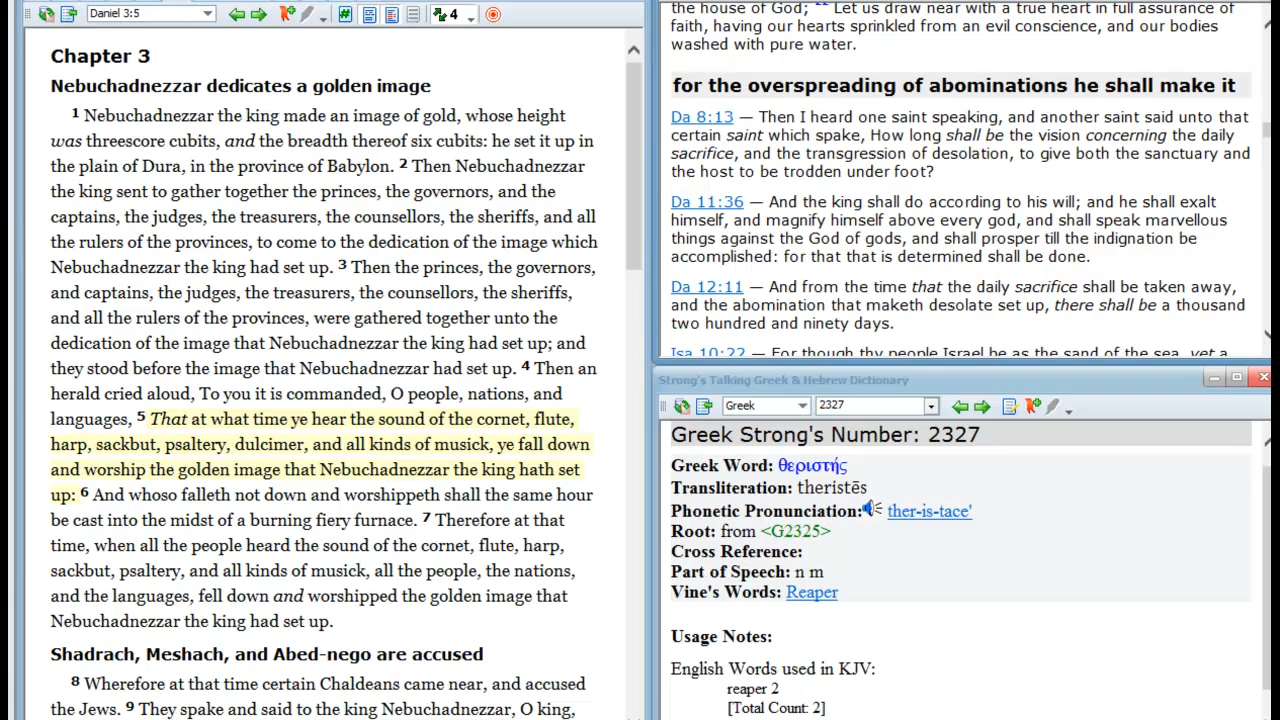 Daniel 3:5
4
Chapter 3
Nebuchadnezzar dedicates a golden image
1 Nebuchadnezzar the king made an image of gold, whose height
was threescore cubits, and the breadth thereof six cubits: he set it up in
the plain of Dura, in the province of Babylon. 2 Then Nebuchadnezzar
the king sent to gather together the princes, the governors, and the
captains, the judges, the treasurers, the counsellors, the sheriffs, and all
the rulers of the provinces, to come to the dedication of the image which
Nebuchadnezzar the king had set up. 3 Then the princes, the governors,
and captains, the judges, the treasurers, the counsellors, the sheriffs,
and all the rulers of the provinces, were gathered together unto the
dedication of the image that Nebuchadnezzar the king had set up; and
they stood before the image that Nebuchadnezzar had set up. 4 Then an
herald cried aloud, To you it is commanded, O people, nations, and
languages, 5 That at what time ye hear the sound of the cornet, flute,
harp, sackbut, psaltery, dulcimer, and all kinds of musick, ye fall down
and worship the golden image that Nebuchadnezzar the king hath set
up: 6 And whoso falleth not down and worshippeth shall the same hour
be cast into the midst of a burning fiery furnace. 7 Therefore at that
time, when all the people heard the sound of the cornet, flute, harp,
sackbut, psaltery, and all kinds of musick, all the people, the nations,
and the languages, fell down and worshipped the golden image that
Nebuchadnezzar the king had set up.
Shadrach, Meshach, and Abed-nego are accused
8 Wherefore at that time certain Chaldeans came near, and accused
the Jews. 9 They spake and said to the king Nebuchadnezzar, O king,
the house of God; 22 Let us draw near with a true heart in full assurance of
faith, having our hearts sprinkled from an evil conscience, and our bodies
washed with pure water.
for the overspreading of abominations he shall make it
Da 8:13 — Then I heard one saint speaking, and another saint said unto that
certain saint which spake, How long shall be the vision concerning the daily
sacrifice, and the transgression of desolation, to give both the sanctuary and
the host to be trodden under foot?
Da 11:36 — And the king shall do according to his will; and he shall exalt
himself, and magnify himself above every god, and shall speak marvellous
things against the God of gods, and shall prosper till the indignation be
accomplished: for that that is determined shall be done.
Da 12:11 — And from the time that the daily sacrifice shall be taken away,
and the abomination that maketh desolate set up, there shall be a thousand
two hundred and ninety days.
Isa 10:22 — For though thy people Israel be as the sand of the sea, yet a
Strong's Talking Greek & Hebrew Dictionary
Greek 2327
Greek Strong's Number: 2327
Greek Word: θεριστής
Transliteration: theristēs
Phonetic Pronunciation: ther-is-tace'
Root: from <G2325>
Cross Reference:
Part of Speech: n m
Vine's Words: Reaper
Usage Notes:
English Words used in KJV:
reaper 2
[Total Count: 2]